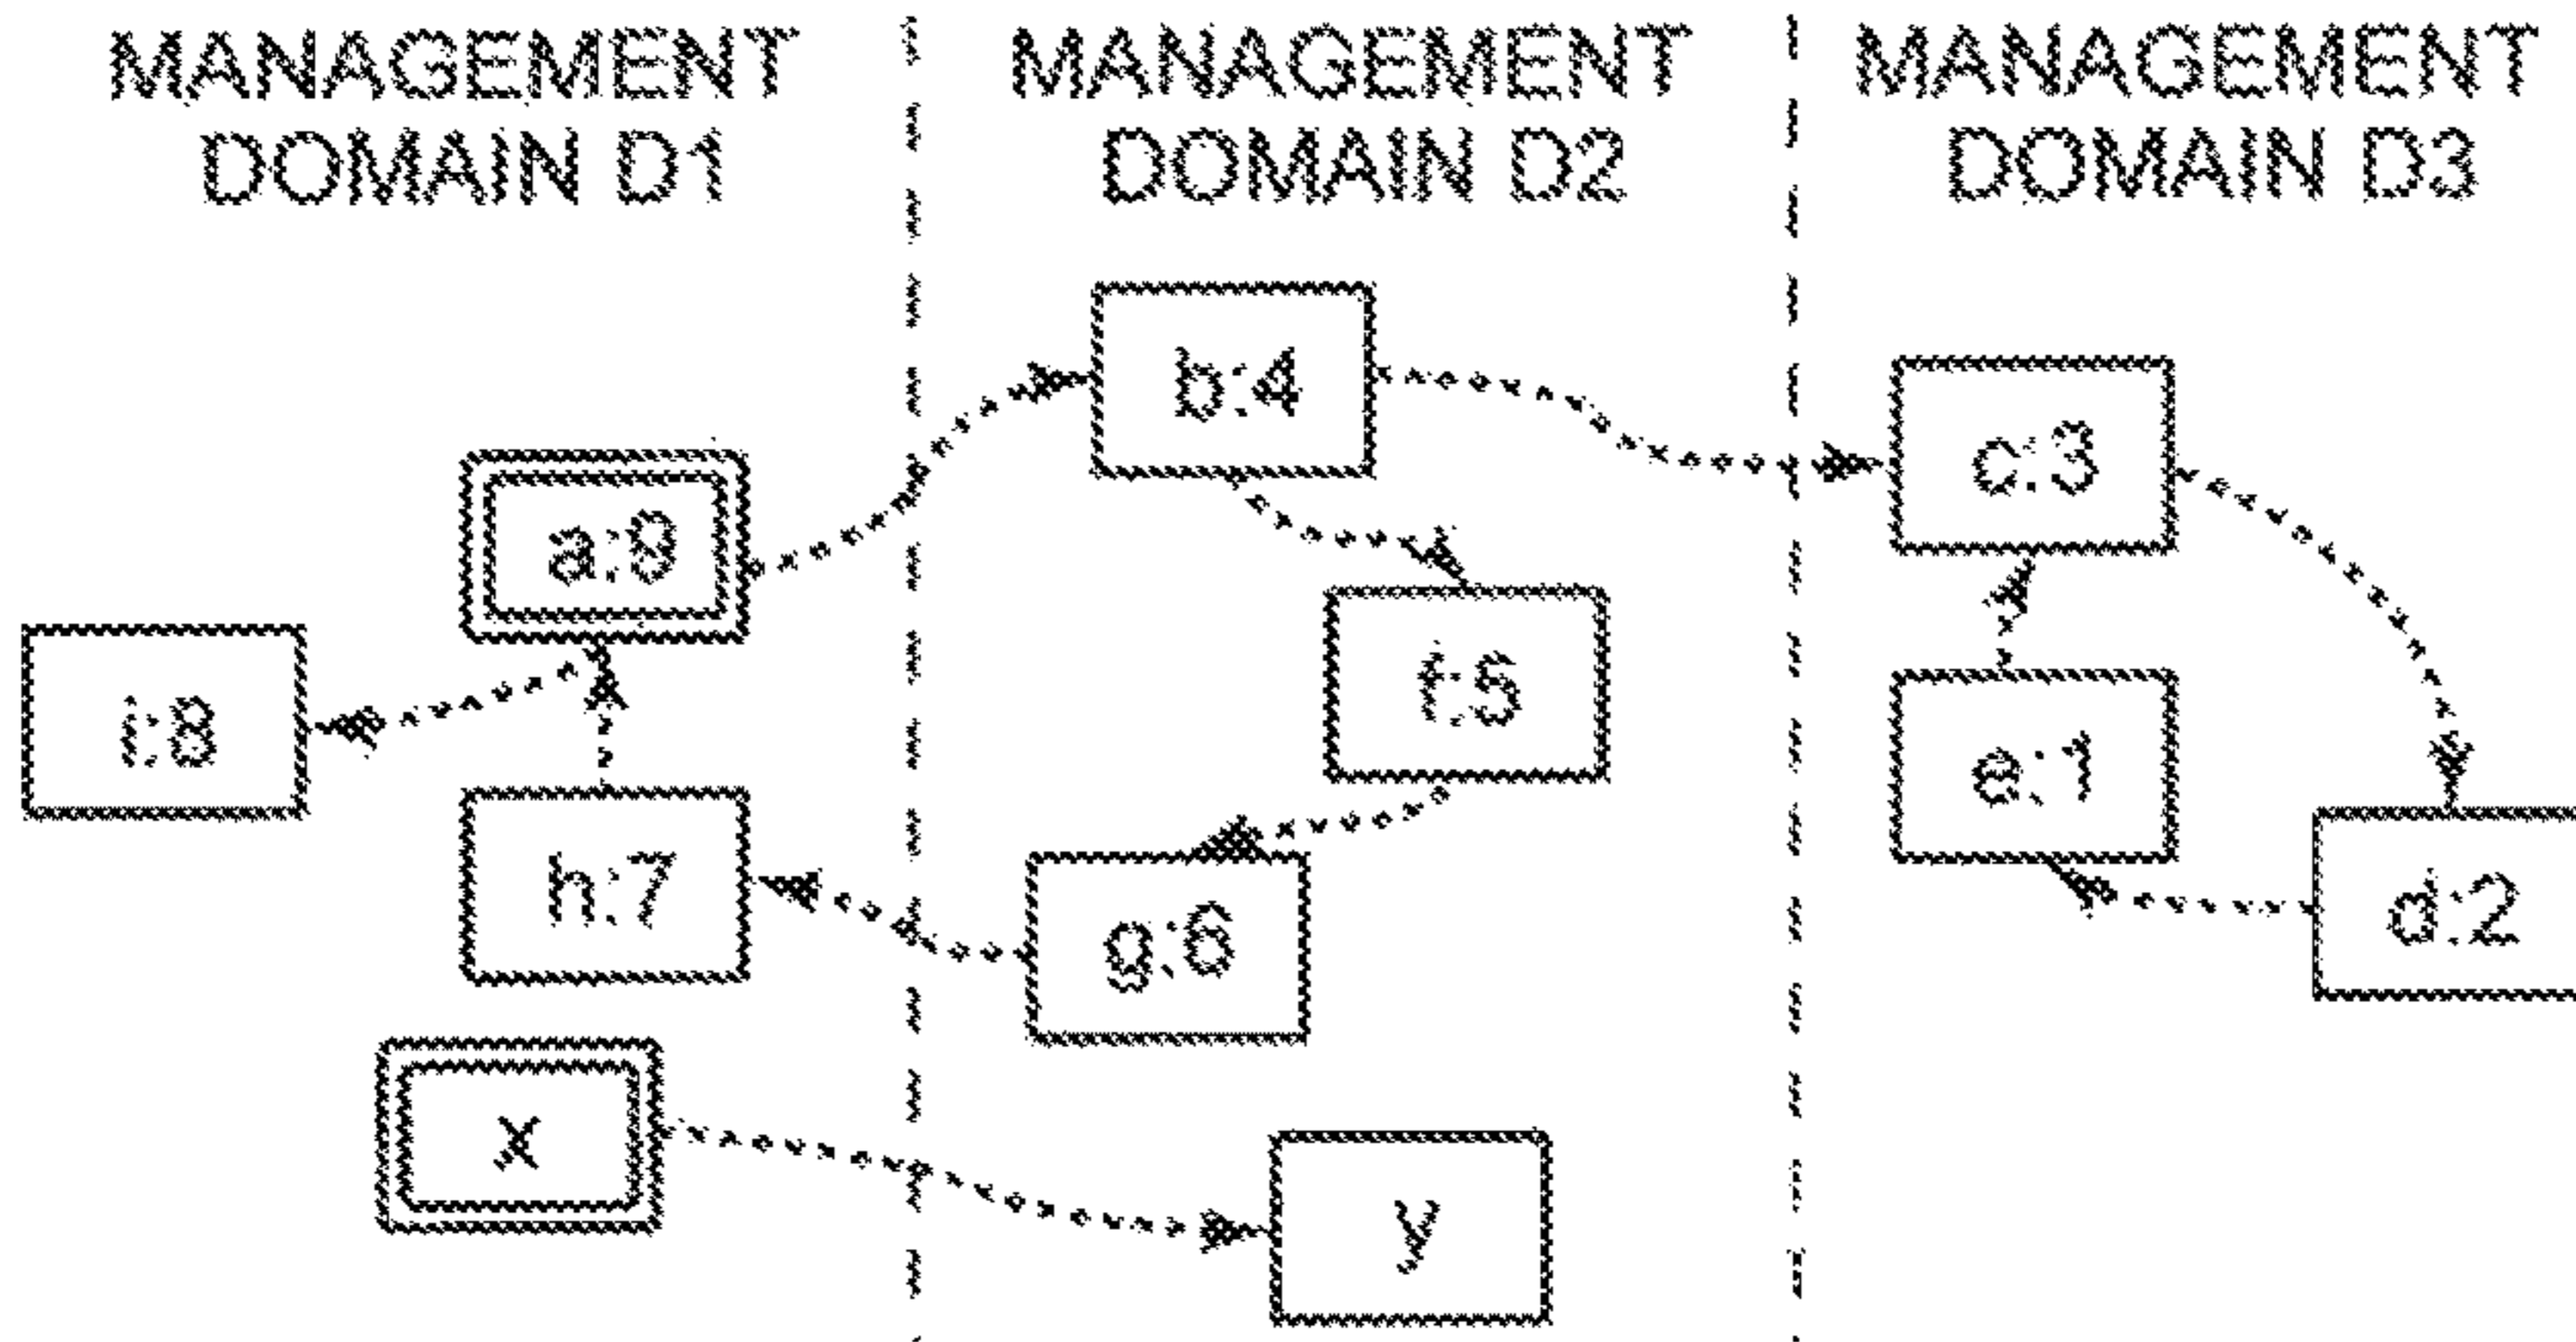 MANAGEMENT
DOMAIN D1
MANAGEMENT
DOMAIN D2
MANAGEMENT
DOMAIN D3
b:4
c:3
a:9
f:5
i:8
e:1
h:7
g:6
d:2
x
y